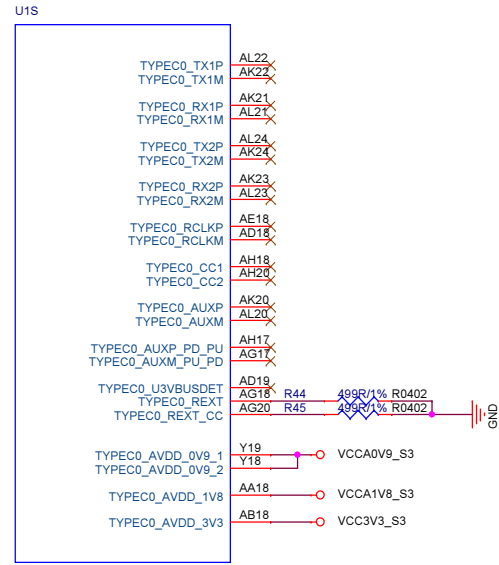 U1S
TYPEC0_TX1P AL22
TYPEC0_TX1M AK22
TYPEC0_RX1P AK21
TYPEC0_RX1M AL21
TYPEC0_TX2P AL24
TYPEC0_TX2M AK24
TYPEC0_RX2P AK23
TYPEC0_RX2M AL23
TYPEC0_RCLKP AE18
TYPEC0_RCLKM AD18
TYPEC0_CC1 AH18
TYPEC0_CC2 AH20
TYPEC0_AUXP AK20
TYPEC0_AUXM AL20
TYPEC0_AUXP_PD_PU AH17
TYPEC0_AUXM_PU_PD AG17
TYPEC0_U3VBUSDET AD19
TYPEC0_REXT AG18 R44 499R/1% R0402
TYPEC0_REXT_CC AG20 R45 499R/1% R0402
GND
TYPEC0_AVDD_0V9_1 Y19 VCCA0V9_S3
TYPEC0_AVDD_0V9_2 Y18
TYPEC0_AVDD_1V8 AA18 VCCA1V8_S3
TYPEC0_AVDD_3V3 AB18 VCC3V3_S3